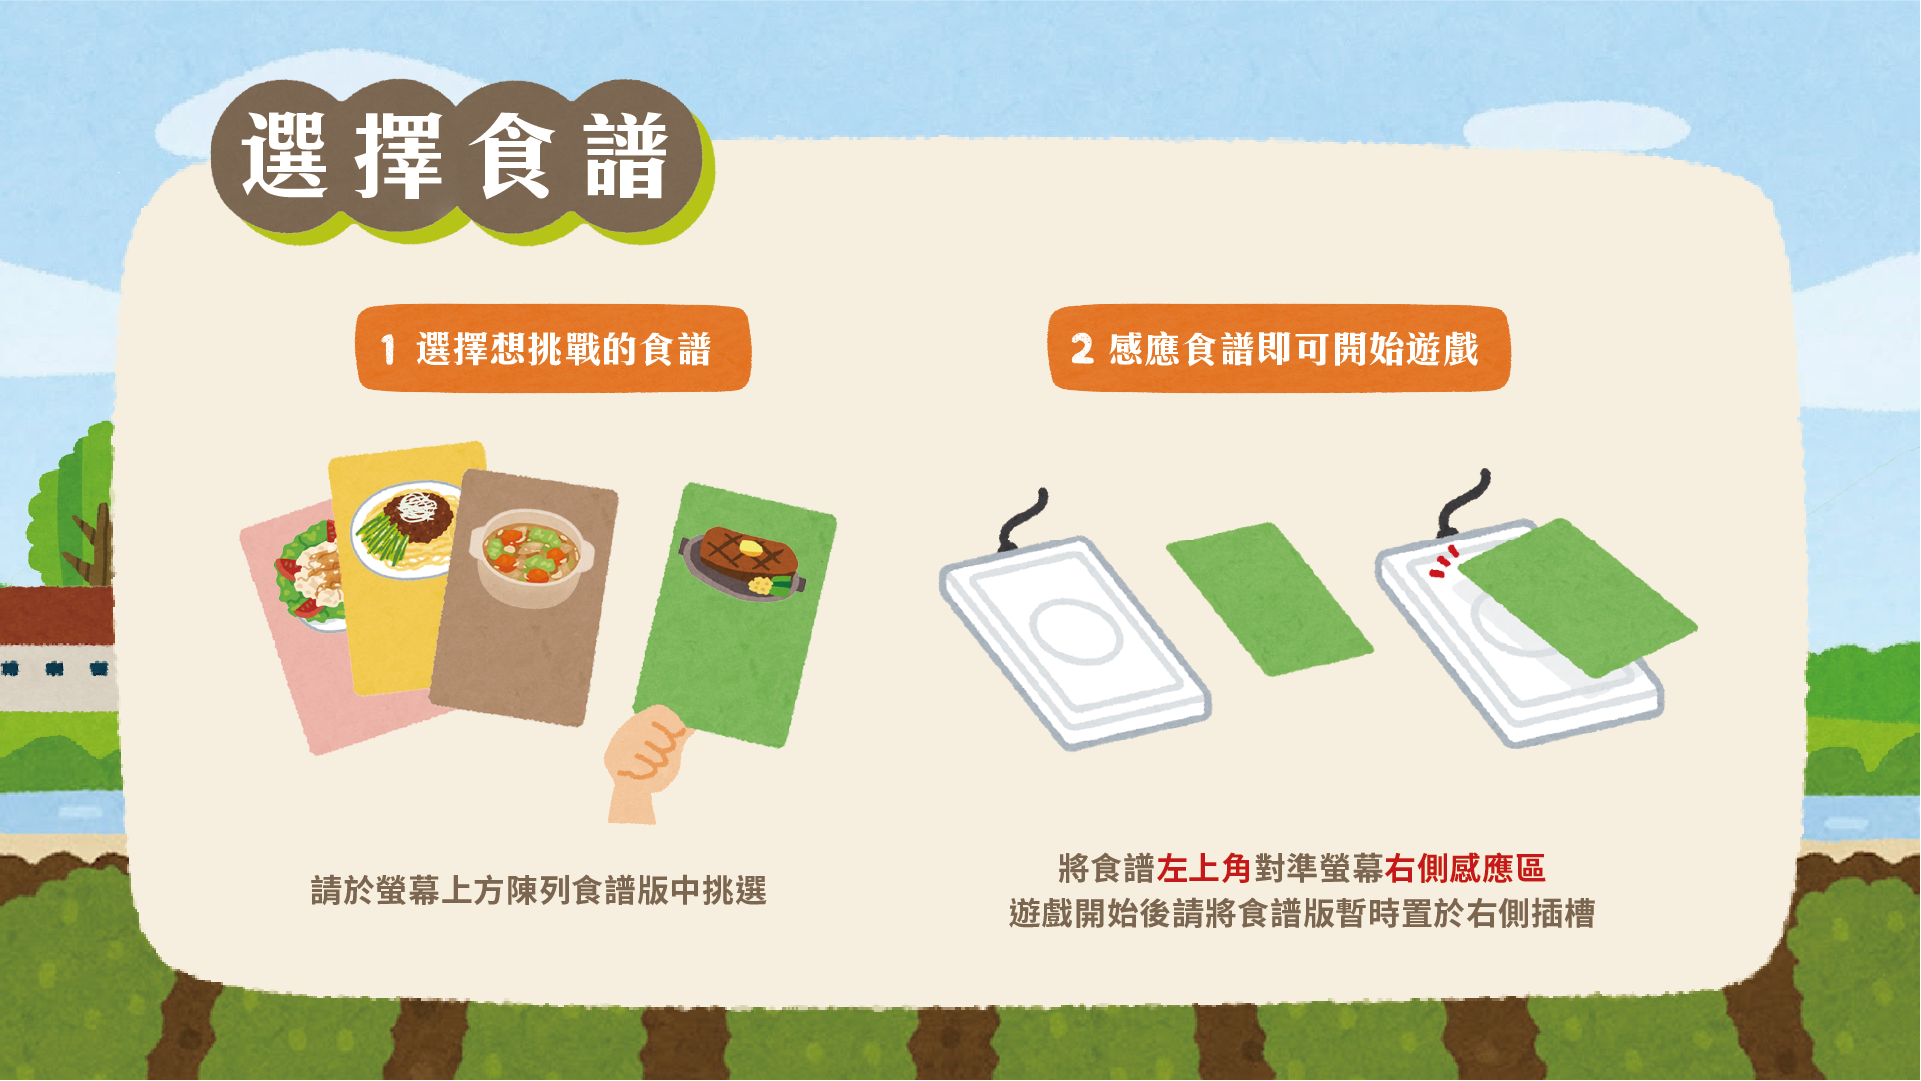 選擇食譜
1 選擇想挑戰的食譜
請於螢幕上方陳列食譜版中挑選
2 感應食譜即可開始遊戲
將食譜左上角對準螢幕右側感應區
遊戲開始後請將食譜版暫時置於右側插槽